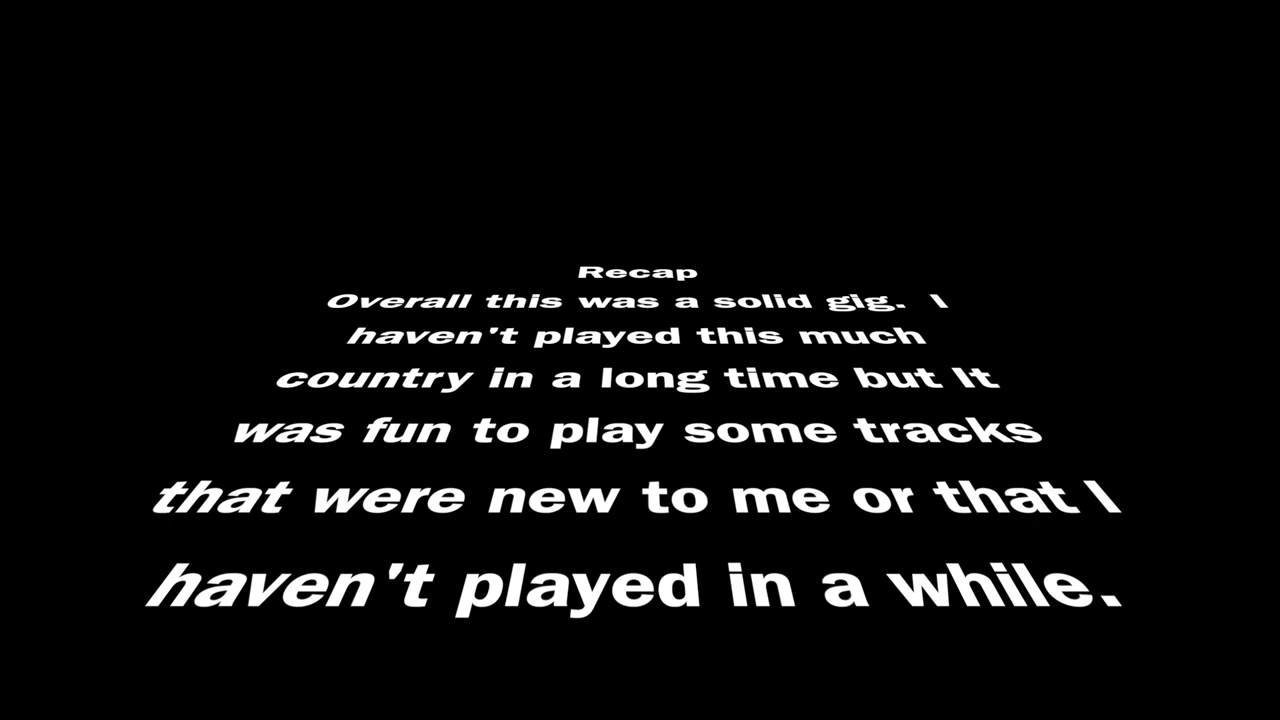 Recap
Overall this was a solid gig.  I
haven't played this much
country in a long time but It
was fun to play some tracks
that were new to me or that I
haven't played in a while.